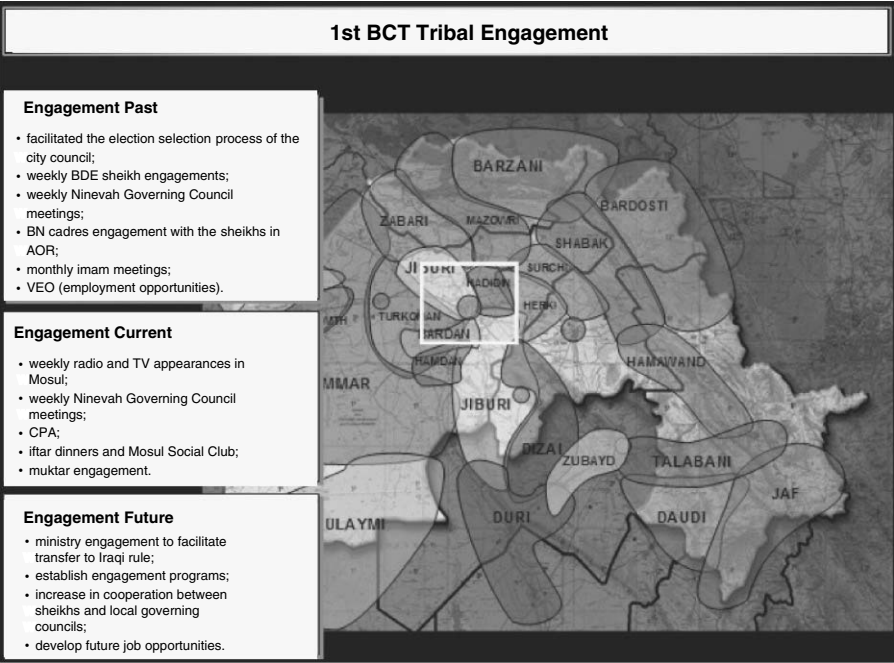 1st BCT Tribal Engagement
Engagement Past
• facilitated the election selection process of the
city council;
• weekly BDE sheikh engagements;
• weekly Ninevah Governing Council
meetings;
• BN cadres engagement with the sheikhs in
AOR;
• monthly imam meetings;
• VEO (employment opportunities).
Engagement Current
• weekly radio and TV appearances in
Mosul;
• weekly Ninevah Governing Council
meetings;
• CPA;
• iftar dinners and Mosul Social Club;
• muktar engagement.
Engagement Future
• ministry engagement to facilitate
transfer to Iraqi rule;
• establish engagement programs;
• increase in cooperation between
sheikhs and local governing
councils;
• develop future job opportunities.
BARZANI
BARDOSTI
ZABARI
MAZOWRI
SHABAK
JIBURI
SURCHI
HADIDIN
HERKI
TURKOMAN
HAMDAN
HAMAWAND
MMAR
JIBURI
DIZAI
ZUBAYD
TALABANI
JAF
ULAYMI
DURI
DAUDI